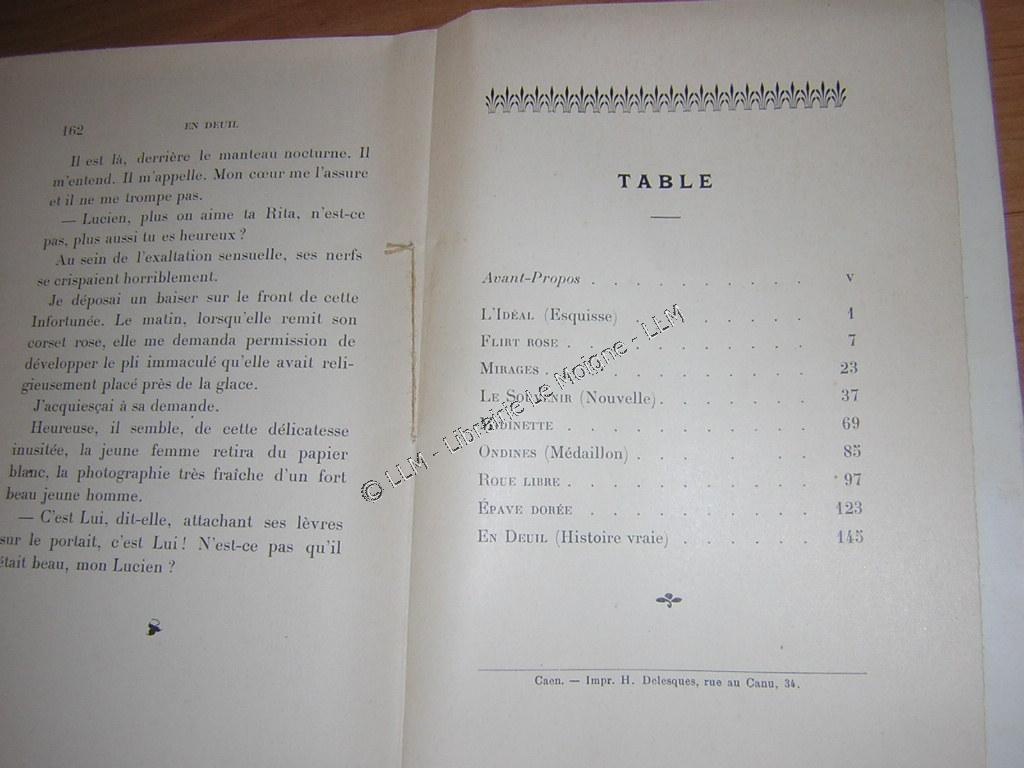 162 EN DEUIL
Il est là, derrière le manteau nocturne. Il
m'entend. Il m'appelle. Mon cœur me l'assure
et il ne me trompe pas.
— Lucien, plus on aime ta Rita, n'est-ce
pas, plus aussi tu es heureux ?
Au sein de l'exaltation sensuelle, ses nerfs
se crispaient horriblement.
Je déposai un baiser sur le front de cette
Infortunée. Le matin, lorsqu'elle remit son
corset rose, elle me demanda permission de
développer le pli immaculé qu'elle avait reli-
gieusement placé près de la glace.
J'acquiesçai à sa demande.
Heureuse, il semble, de cette délicatesse
inusitée, la jeune femme retira du papier
blanc, la photographie très fraîche d'un fort
beau jeune homme.
— C'est Lui, dit-elle, attachant ses lèvres
sur le portait, c'est Lui ! N'est-ce pas qu'il
était beau, mon Lucien ?
TABLE
Avant-Propos . . . . . . . . . . V
L'IDÉAL (Esquisse) . . . . . . . . 1
FLIRT ROSE . . . . . . . . . . 7
MIRAGES . . . . . . . . . . . 23
LE SOUVENIR (Nouvelle) . . . . . . . 37
. . . . . . . . . . 69
ONDINES (Médaillon) . . . . . . . . 85
ROUE LIBRE . . . . . . . . . . 97
ÉPAVE DORÉE . . . . . . . . . 123
EN DEUIL (Histoire vraie) . . . . . . 145
Caen. — Impr. H. Delesques, rue au Canu, 34.
© LLM - Librairie Le Moigne - LLM